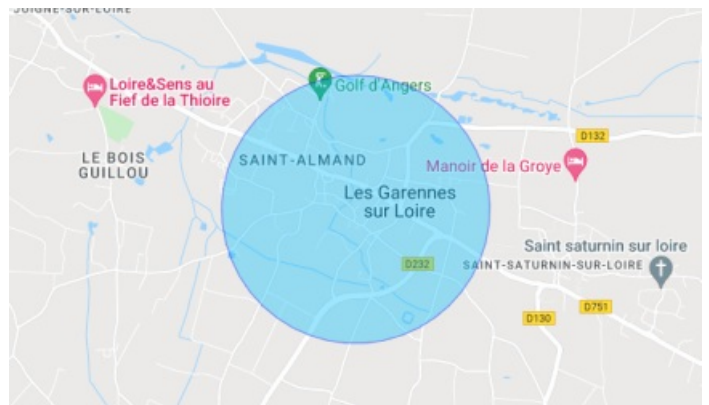 JUIGNÉ-SUR-LOIRE
Loire&Sens au
Fief de la Thioire
Golf d'Angers
D132
LE BOIS
GUILLOU
SAINT-ALMAND
Manoir de la Groye
Les Garennes
sur Loire
Saint saturnin sur loire
D232
SAINT-SATURNIN-SUR-LOIRE
D751
D130